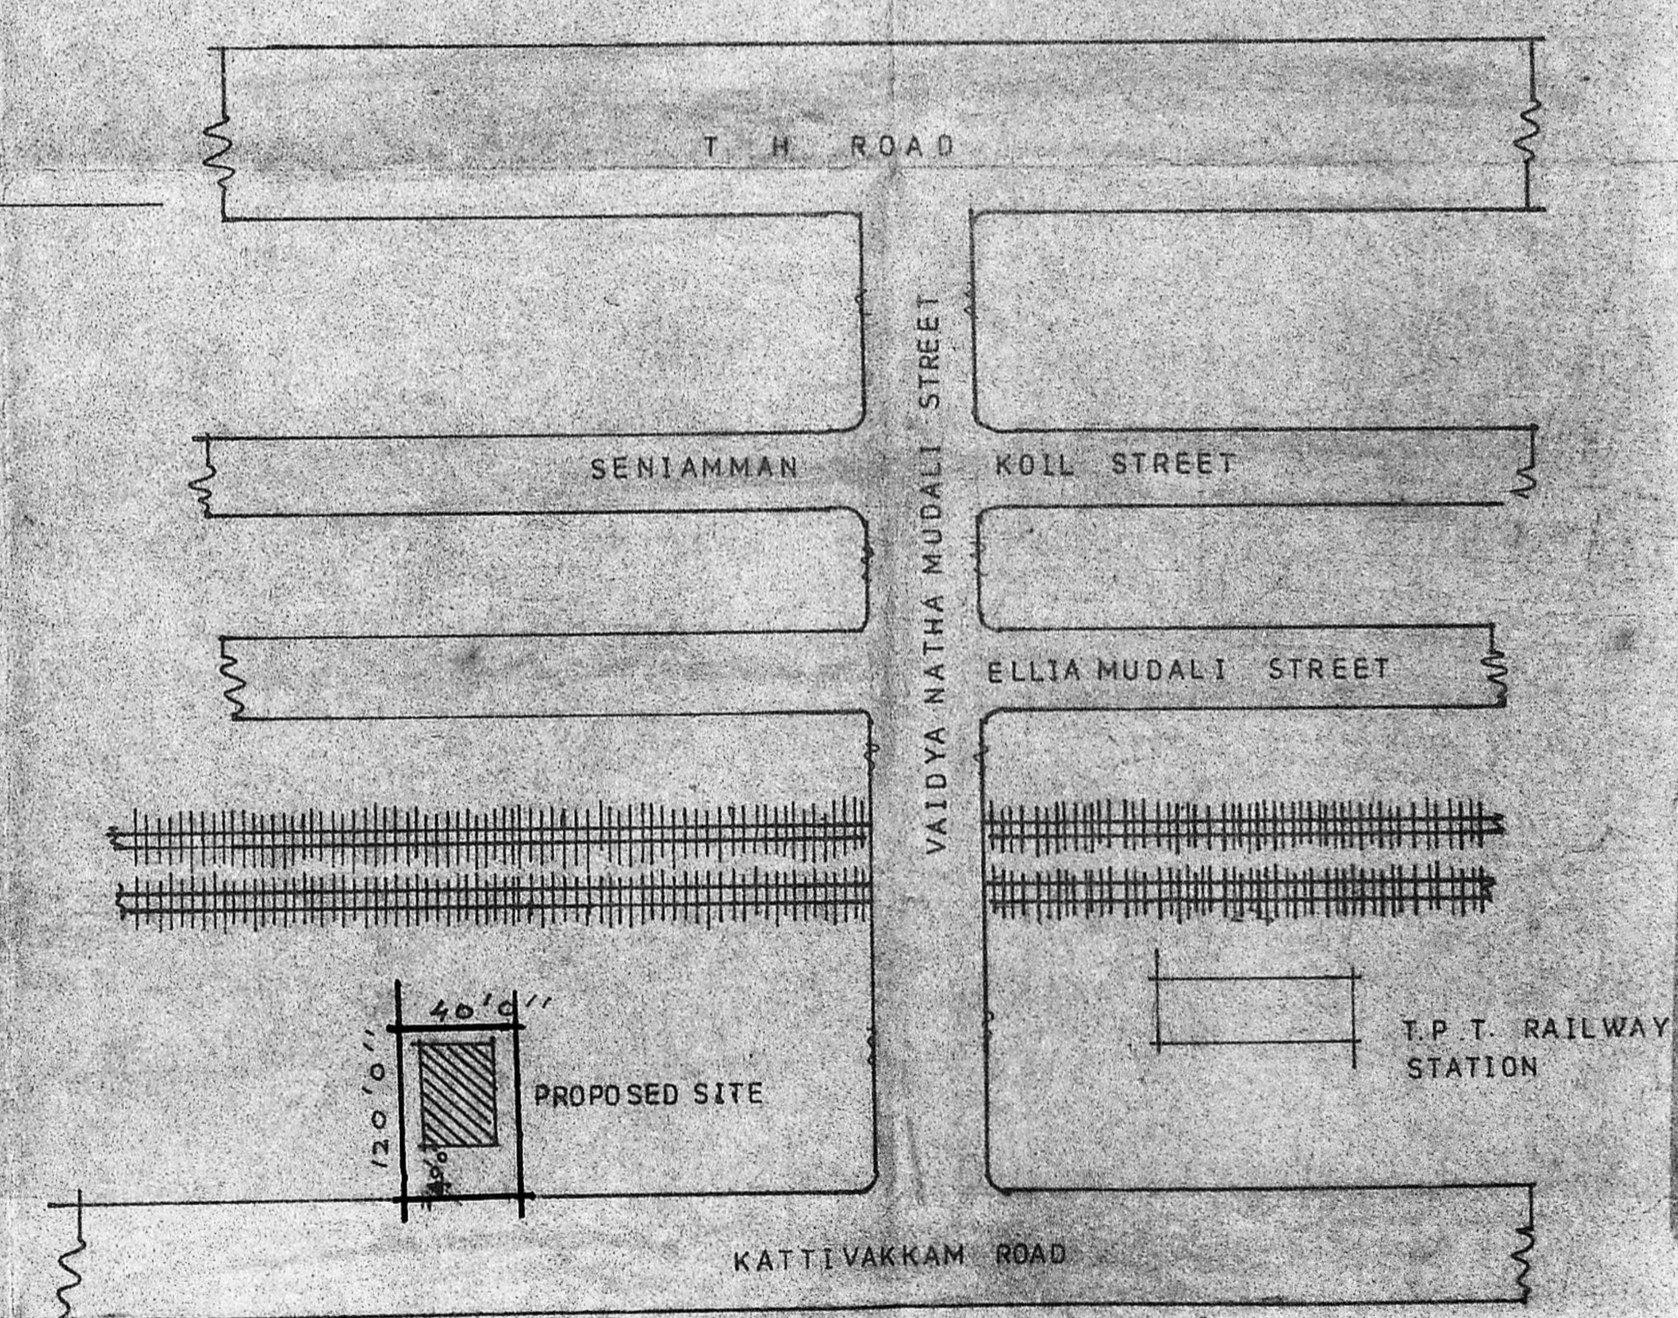 T H ROAD
VAIDYA NATHA MUDALI STREET
SENIAMMAN KOIL STREET
ELLIA MUDALI STREET
40'0"
120'0"
PROPOSED SITE
T.P.T. RAILWAY
STATION
KATTIVAKKAM ROAD